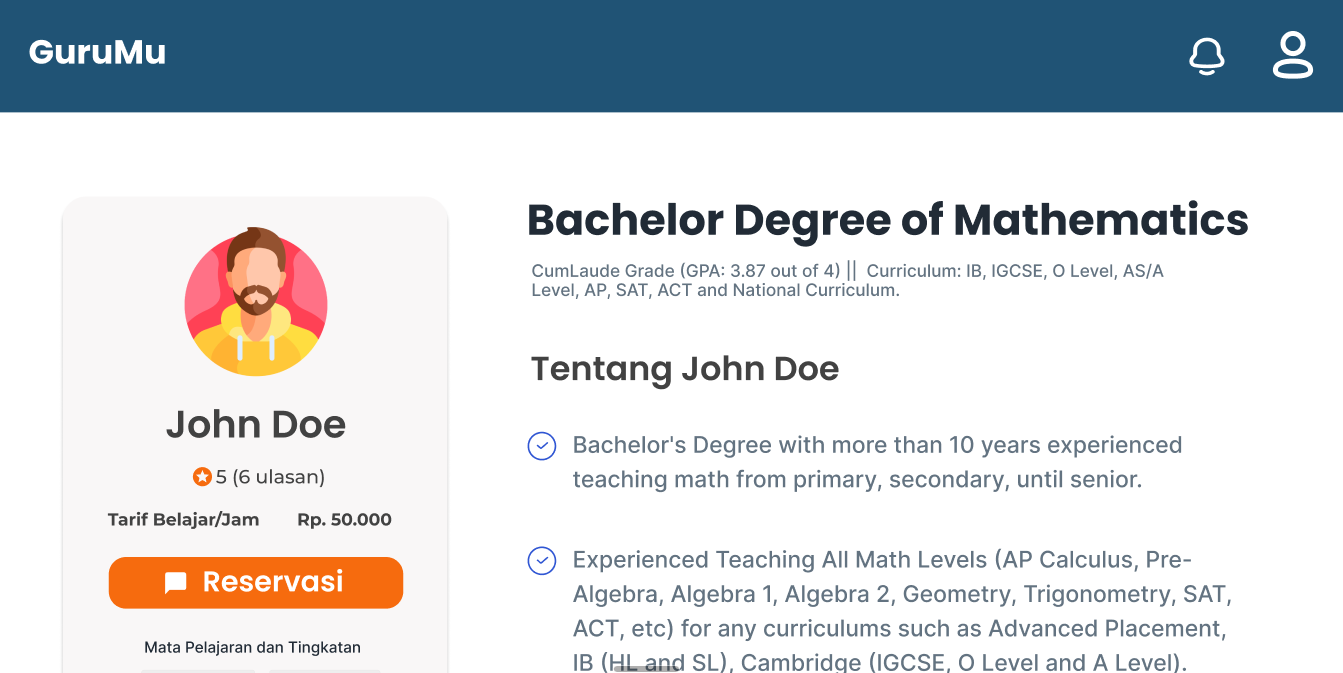 GuruMu
John Doe
5 (6 ulasan)
Tarif Belajar/Jam Rp. 50.000
Reservasi
Mata Pelajaran dan Tingkatan
Bachelor Degree of Mathematics
CumLaude Grade (GPA: 3.87 out of 4) || Curriculum: IB, IGCSE, O Level, AS/A
Level, AP, SAT, ACT and National Curriculum.
Tentang John Doe
Bachelor's Degree with more than 10 years experienced
teaching math from primary, secondary, until senior.
Experienced Teaching All Math Levels (AP Calculus, Pre-
Algebra, Algebra 1, Algebra 2, Geometry, Trigonometry, SAT,
ACT, etc) for any curriculums such as Advanced Placement,
IB (HL and SL), Cambridge (IGCSE, O Level and A Level).